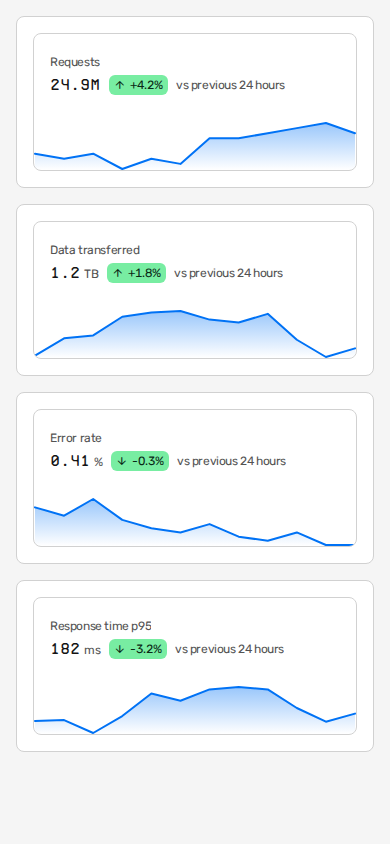 Requests
24.9M ↑ +4.2% vs previous 24 hours
Data transferred
1.2 TB ↑ +1.8% vs previous 24 hours
Error rate
0.41 % ↓ -0.3% vs previous 24 hours
Response time p95
182 ms ↓ -3.2% vs previous 24 hours